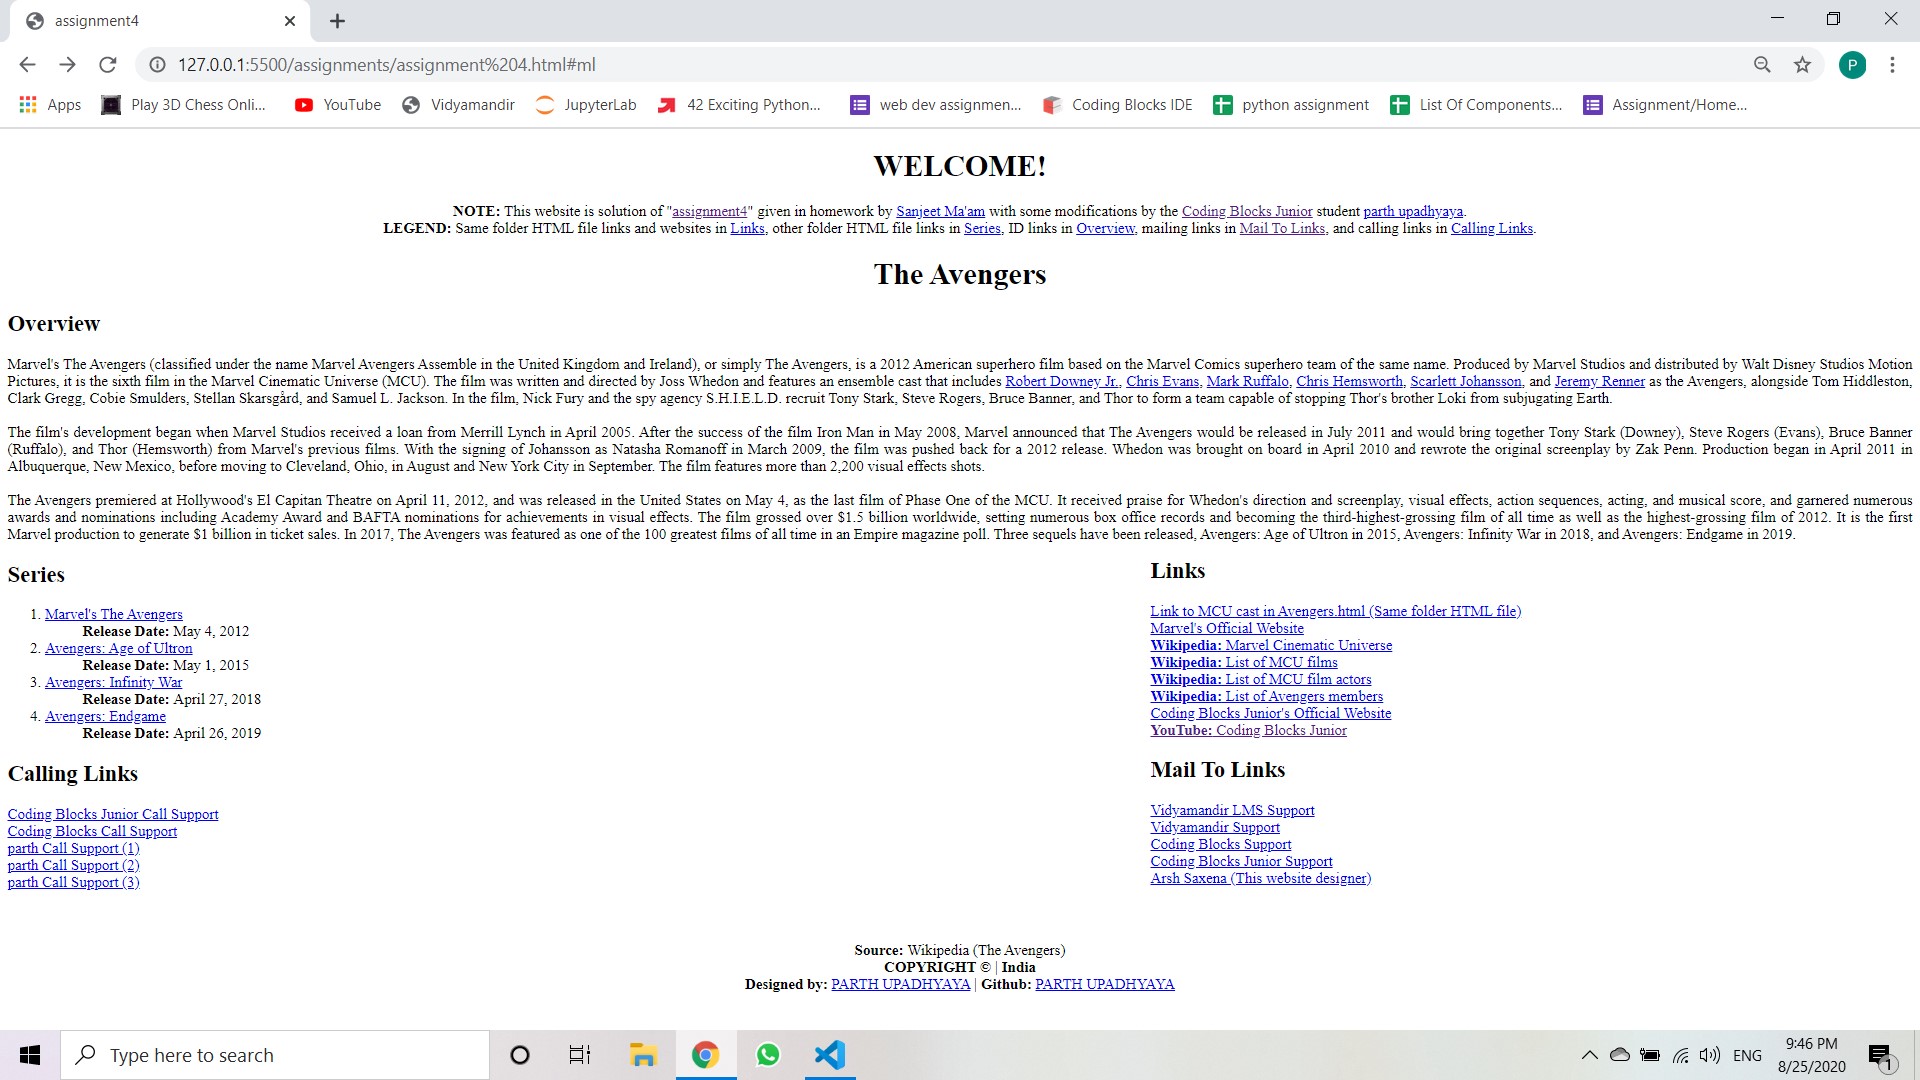 assignment4
127.0.0.1:5500/assignments/assignment%204.html#ml
P
Apps Play 3D Chess Onli... YouTube Vidyamandir JupyterLab 42 Exciting Python... web dev assignmen... Coding Blocks IDE python assignment List Of Components... Assignment/Home...
WELCOME!
NOTE: This website is solution of "assignment4" given in homework by Sanjeet Ma'am with some modifications by the Coding Blocks Junior student parth upadhyaya.
LEGEND: Same folder HTML file links and websites in Links, other folder HTML file links in Series, ID links in Overview, mailing links in Mail To Links, and calling links in Calling Links.
The Avengers
Overview
Marvel's The Avengers (classified under the name Marvel Avengers Assemble in the United Kingdom and Ireland), or simply The Avengers, is a 2012 American superhero film based on the Marvel Comics superhero team of the same name. Produced by Marvel Studios and distributed by Walt Disney Studios Motion
Pictures, it is the sixth film in the Marvel Cinematic Universe (MCU). The film was written and directed by Joss Whedon and features an ensemble cast that includes Robert Downey Jr., Chris Evans, Mark Ruffalo, Chris Hemsworth, Scarlett Johansson, and Jeremy Renner as the Avengers, alongside Tom Hiddleston,
Clark Gregg, Cobie Smulders, Stellan Skarsgård, and Samuel L. Jackson. In the film, Nick Fury and the spy agency S.H.I.E.L.D. recruit Tony Stark, Steve Rogers, Bruce Banner, and Thor to form a team capable of stopping Thor's brother Loki from subjugating Earth.
The film's development began when Marvel Studios received a loan from Merrill Lynch in April 2005. After the success of the film Iron Man in May 2008, Marvel announced that The Avengers would be released in July 2011 and would bring together Tony Stark (Downey), Steve Rogers (Evans), Bruce Banner
(Ruffalo), and Thor (Hemsworth) from Marvel's previous films. With the signing of Johansson as Natasha Romanoff in March 2009, the film was pushed back for a 2012 release. Whedon was brought on board in April 2010 and rewrote the original screenplay by Zak Penn. Production began in April 2011 in
Albuquerque, New Mexico, before moving to Cleveland, Ohio, in August and New York City in September. The film features more than 2,200 visual effects shots.
The Avengers premiered at Hollywood's El Capitan Theatre on April 11, 2012, and was released in the United States on May 4, as the last film of Phase One of the MCU. It received praise for Whedon's direction and screenplay, visual effects, action sequences, acting, and musical score, and garnered numerous
awards and nominations including Academy Award and BAFTA nominations for achievements in visual effects. The film grossed over $1.5 billion worldwide, setting numerous box office records and becoming the third-highest-grossing film of all time as well as the highest-grossing film of 2012. It is the first
Marvel production to generate $1 billion in ticket sales. In 2017, The Avengers was featured as one of the 100 greatest films of all time in an Empire magazine poll. Three sequels have been released, Avengers: Age of Ultron in 2015, Avengers: Infinity War in 2018, and Avengers: Endgame in 2019.
Series
1. Marvel's The Avengers
Release Date: May 4, 2012
2. Avengers: Age of Ultron
Release Date: May 1, 2015
3. Avengers: Infinity War
Release Date: April 27, 2018
4. Avengers: Endgame
Release Date: April 26, 2019
Calling Links
Coding Blocks Junior Call Support
Coding Blocks Call Support
parth Call Support (1)
parth Call Support (2)
parth Call Support (3)
Links
Link to MCU cast in Avengers.html (Same folder HTML file)
Marvel's Official Website
Wikipedia: Marvel Cinematic Universe
Wikipedia: List of MCU films
Wikipedia: List of MCU film actors
Wikipedia: List of Avengers members
Coding Blocks Junior's Official Website
YouTube: Coding Blocks Junior
Mail To Links
Vidyamandir LMS Support
Vidyamandir Support
Coding Blocks Support
Coding Blocks Junior Support
Arsh Saxena (This website designer)
Source: Wikipedia (The Avengers)
COPYRIGHT © | India
Designed by: PARTH UPADHYAYA | Github: PARTH UPADHYAYA
Type here to search
ENG
9:46 PM
8/25/2020
1